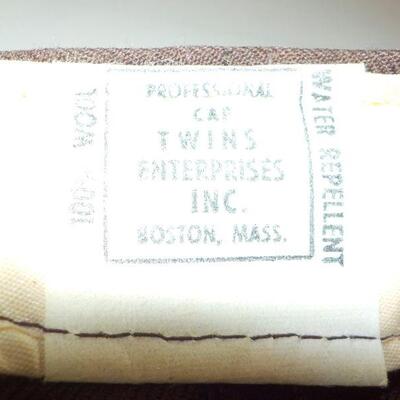 100% WOOL
PROFESSIONAL
CAP
TWINS
ENTERPRISES
INC.
BOSTON, MASS.
WATER REPELLENT